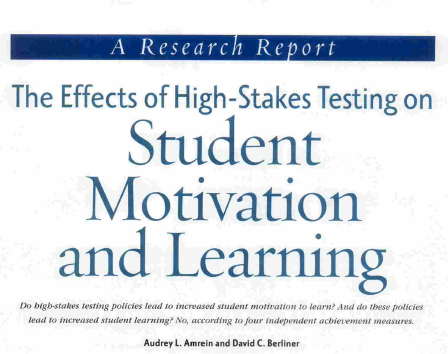 A Research Report
The Effects of High-Stakes Testing on
Student
Motivation
and Learning
Do high-stakes testing policies lead to increased student motivation to learn? And do these policies
lead to increased student learning? No, according to four independent achievement measures.
Audrey L. Amrein and David C. Berliner